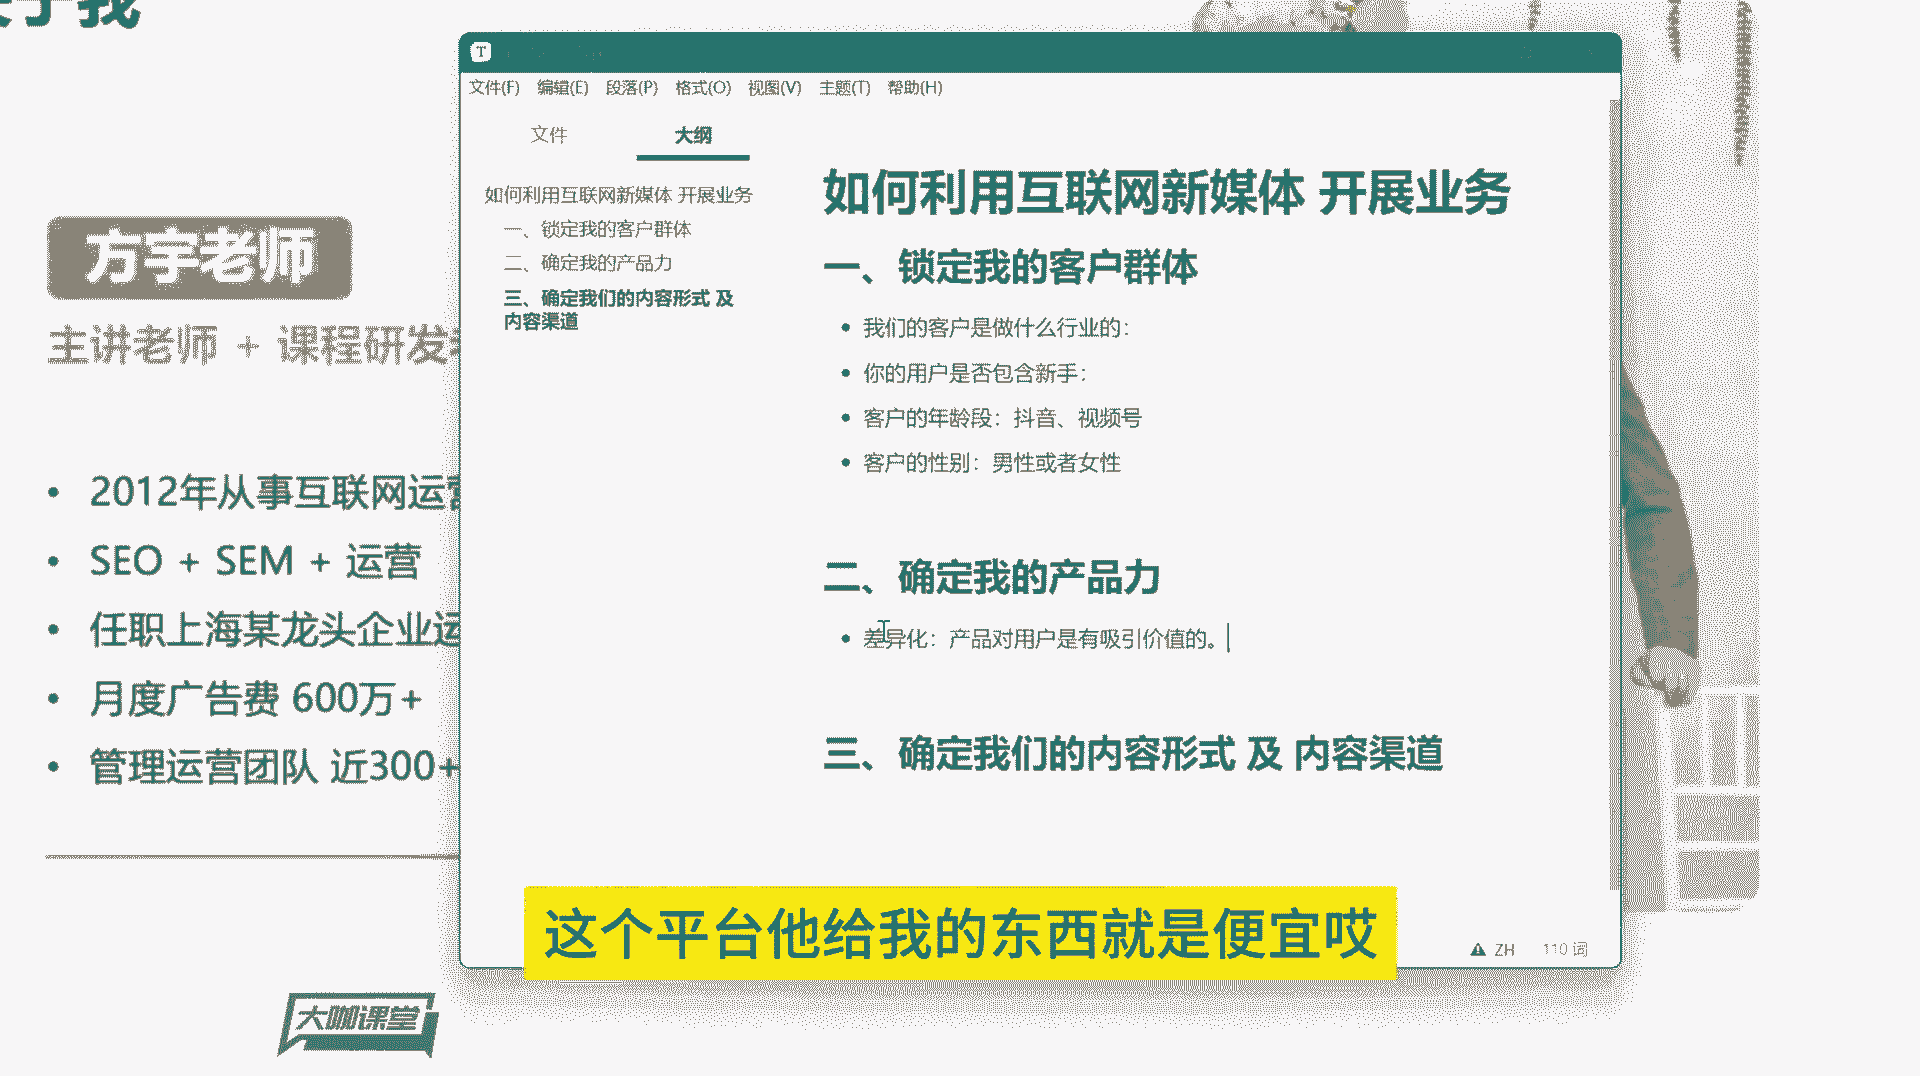 方宇老师
主讲老师 + 课程研发
2012年从事互联网运营
SEO + SEM + 运营
任职上海某龙头企业运
月度广告费 600万+
管理运营团队 近300+
大咖课堂
T
文件(F) 编辑(E) 段落(P) 格式(O) 视图(V) 主题(T) 帮助(H)
文件 大纲
如何利用互联网新媒体 开展业务
一、锁定我的客户群体
二、确定我的产品力
三、确定我们的内容形式 及
内容渠道
如何利用互联网新媒体 开展业务
一、锁定我的客户群体
我们的客户是做什么行业的：
你的用户是否包含新手：
客户的年龄段：抖音、视频号
客户的性别：男性或者女性
二、确定我的产品力
差异化：产品对用户是有吸引价值的。
三、确定我们的内容形式 及 内容渠道
ZH 110 词
这个平台他给我的东西就是便宜哎